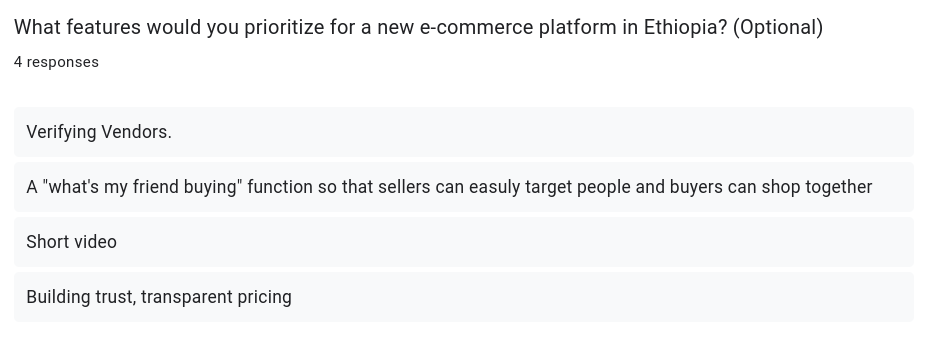 What features would you prioritize for a new e-commerce platform in Ethiopia? (Optional)
4 responses
Verifying Vendors.
A "what's my friend buying" function so that sellers can easuly target people and buyers can shop together
Short video
Building trust, transparent pricing